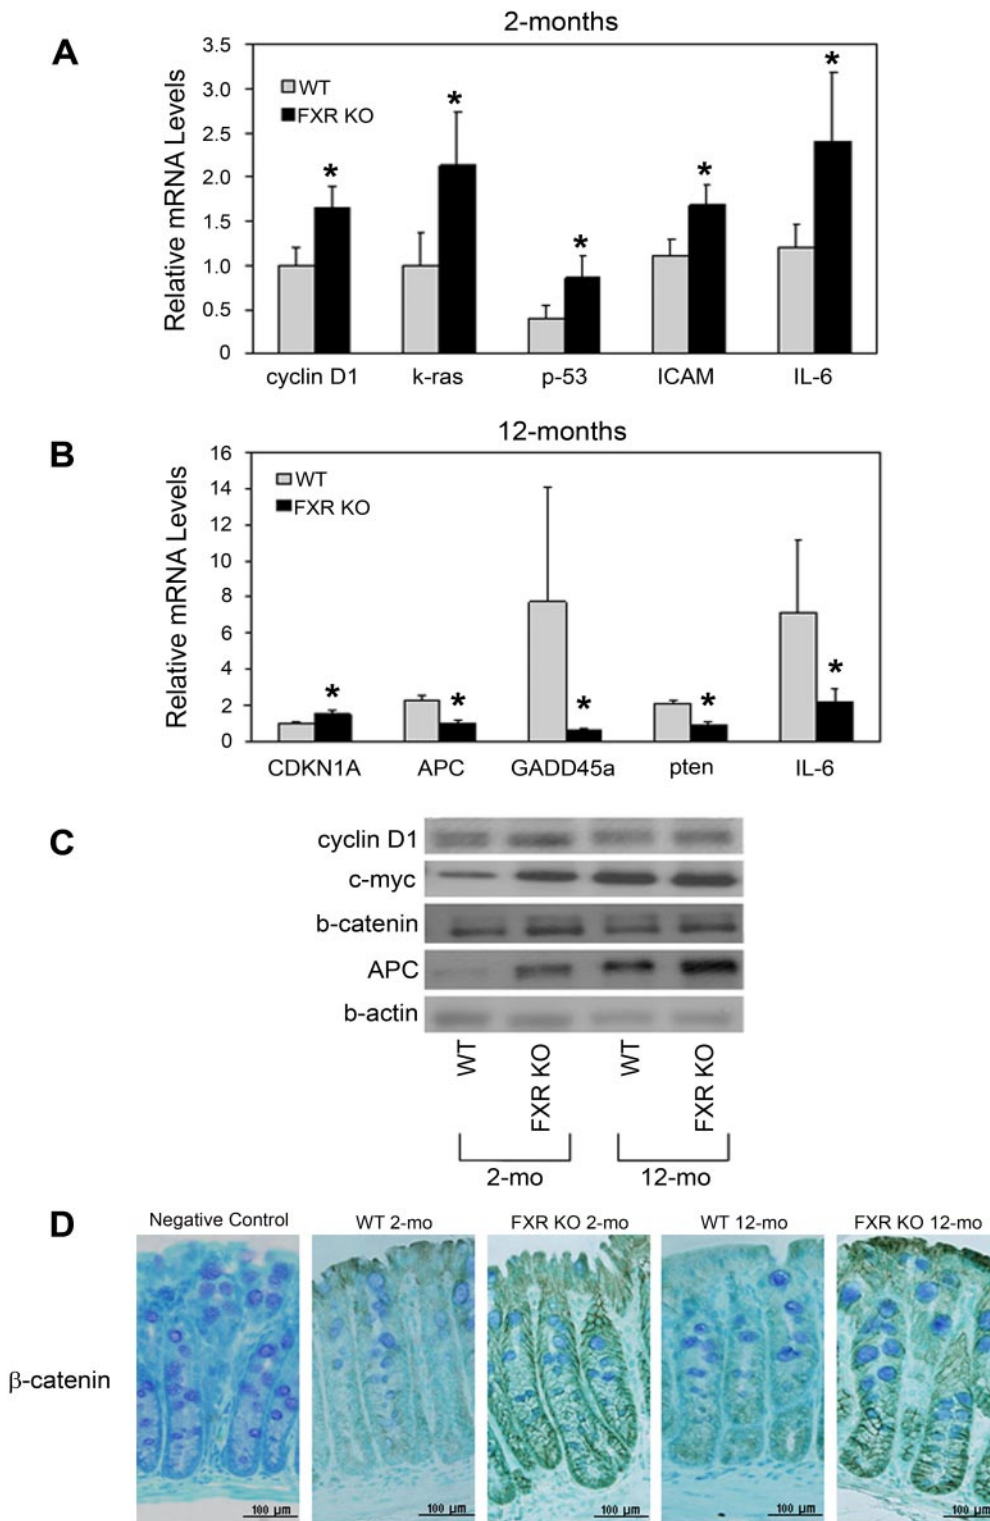 A
2-months
Relative mRNA Levels
3.5
3.0
2.5
2.0
1.5
1.0
0.5
0
WT
FXR KO
*
*
*
*
*
cyclin D1 k-ras p-53 ICAM IL-6
B
12-months
Relative mRNA Levels
16
14
12
10
8
6
4
2
0
WT
FXR KO
*
*
*
*
*
CDKN1A APC GADD45a pten IL-6
C
cyclin D1
c-myc
b-catenin
APC
b-actin
WT FXR KO WT FXR KO
2-mo 12-mo
D
Negative Control WT 2-mo FXR KO 2-mo WT 12-mo FXR KO 12-mo
β-catenin
100 µm 100 µm 100 µm 100 µm 100 µm